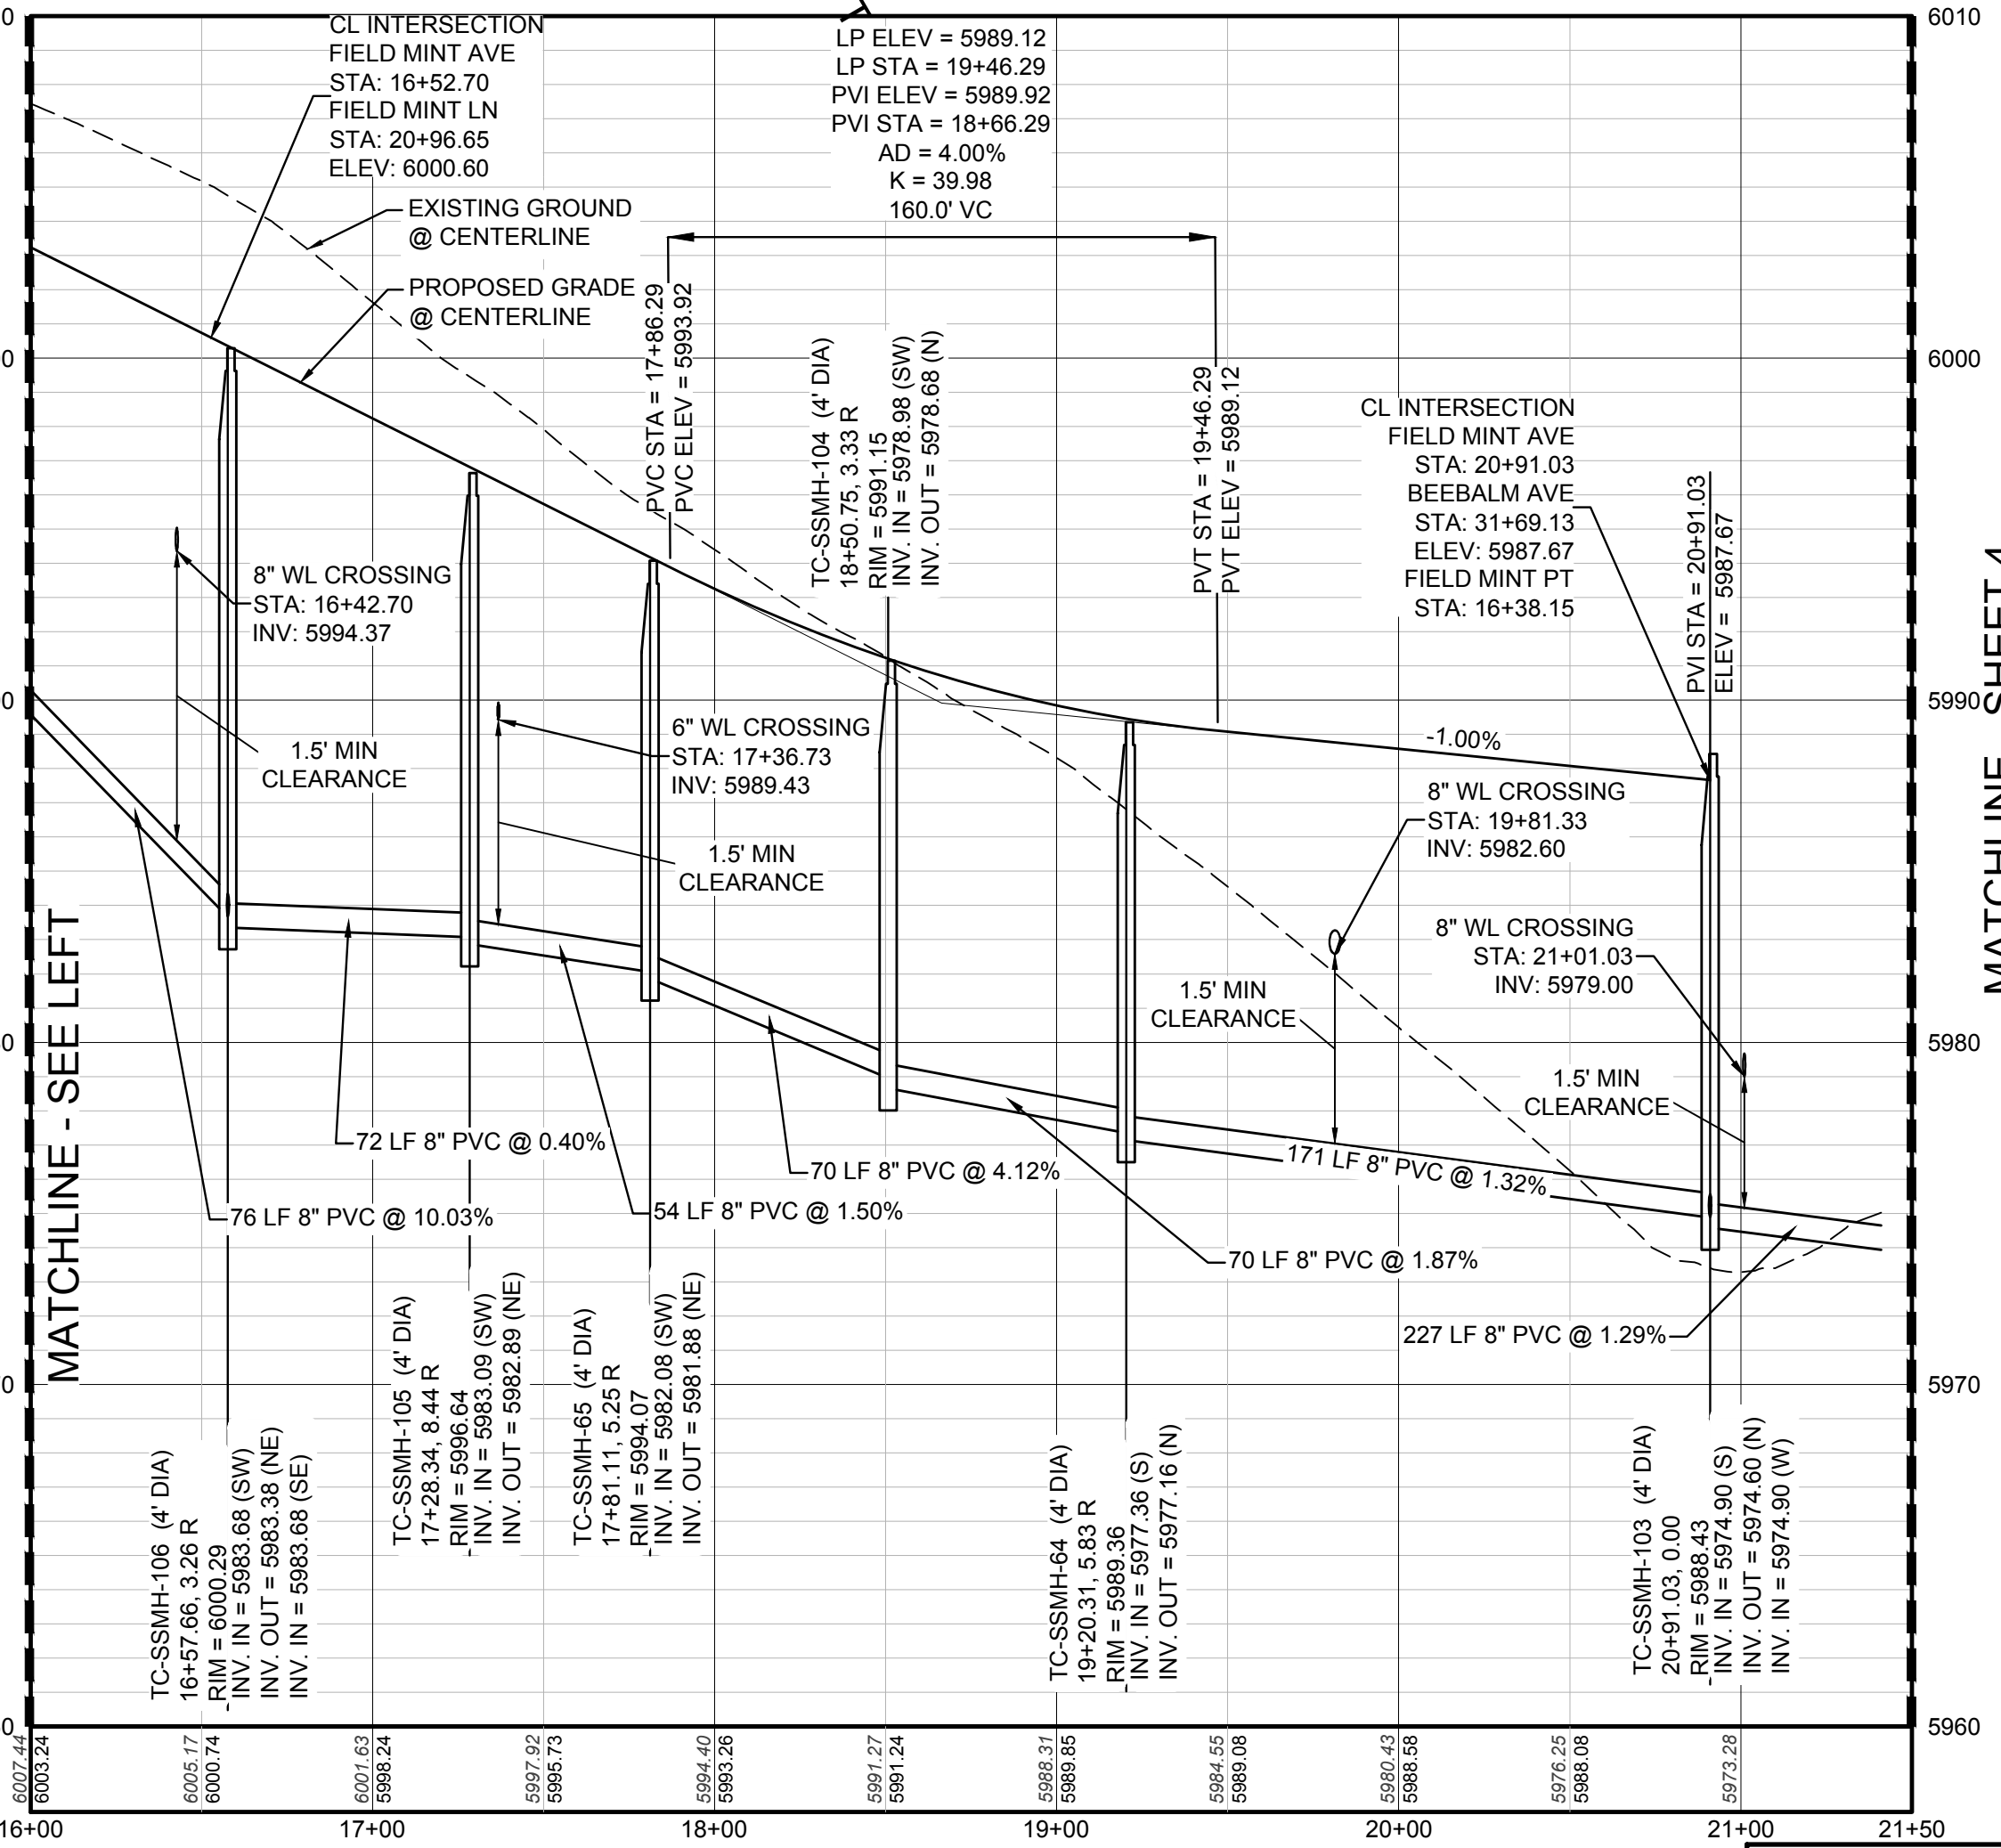 CL INTERSECTION
FIELD MINT AVE
STA: 16+52.70
FIELD MINT LN
STA: 20+96.65
ELEV: 6000.60
EXISTING GROUND
@ CENTERLINE
PROPOSED GRADE
@ CENTERLINE
LP ELEV = 5989.12
LP STA = 19+46.29
PVI ELEV = 5989.92
PVI STA = 18+66.29
AD = 4.00%
K = 39.98
160.0' VC
PVC STA = 17+86.29
PVC ELEV = 5993.92
TC-SSMH-104 (4' DIA)
18+50.75, 3.33 R
RIM = 5991.15
INV. IN = 5978.98 (SW)
INV. OUT = 5978.68 (N)
PVT STA = 19+46.29
PVT ELEV = 5989.12
CL INTERSECTION
FIELD MINT AVE
STA: 20+91.03
BEEBALM AVE
STA: 31+69.13
ELEV: 5987.67
FIELD MINT PT
STA: 16+38.15
PVI STA = 20+91.03
ELEV = 5987.67
8" WL CROSSING
STA: 16+42.70
INV: 5994.37
1.5' MIN
CLEARANCE
6" WL CROSSING
STA: 17+36.73
INV: 5989.43
1.5' MIN
CLEARANCE
-1.00%
8" WL CROSSING
STA: 19+81.33
INV: 5982.60
1.5' MIN
CLEARANCE
8" WL CROSSING
STA: 21+01.03
INV: 5979.00
1.5' MIN
CLEARANCE
MATCHLINE - SEE LEFT
72 LF 8" PVC @ 0.40%
76 LF 8" PVC @ 10.03%
54 LF 8" PVC @ 1.50%
70 LF 8" PVC @ 4.12%
70 LF 8" PVC @ 1.87%
171 LF 8" PVC @ 1.32%
227 LF 8" PVC @ 1.29%
TC-SSMH-106 (4' DIA)
16+57.66, 3.26 R
RIM = 6000.29
INV. IN = 5983.68 (SW)
INV. OUT = 5983.38 (NE)
INV. IN = 5983.68 (SE)
TC-SSMH-105 (4' DIA)
17+28.34, 8.44 R
RIM = 5996.64
INV. IN = 5983.09 (SW)
INV. OUT = 5982.89 (NE)
TC-SSMH-65 (4' DIA)
17+81.11, 5.25 R
RIM = 5994.07
INV. IN = 5982.08 (SW)
INV. OUT = 5981.88 (NE)
TC-SSMH-64 (4' DIA)
19+20.31, 5.83 R
RIM = 5989.36
INV. IN = 5977.36 (S)
INV. OUT = 5977.16 (N)
TC-SSMH-103 (4' DIA)
20+91.03, 0.00
RIM = 5988.43
INV. IN = 5974.90 (S)
INV. OUT = 5974.60 (N)
INV. IN = 5974.90 (W)
6010
6000
5990
5980
5970
5960
6007.44
6003.24
6005.17
6000.74
6001.63
5998.24
5997.92
5995.73
5994.40
5993.26
5991.27
5991.24
5988.31
5989.85
5984.55
5989.08
5980.43
5988.58
5976.25
5988.08
5973.28
16+00
17+00
18+00
19+00
20+00
21+00
21+50